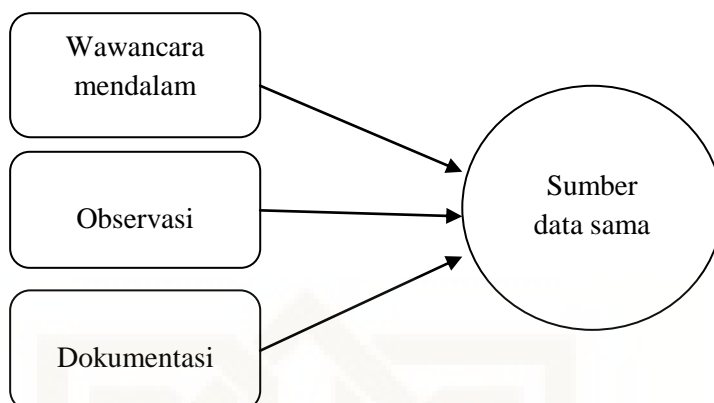 Wawancara
mendalam
Observasi
Dokumentasi
Sumber
data sama